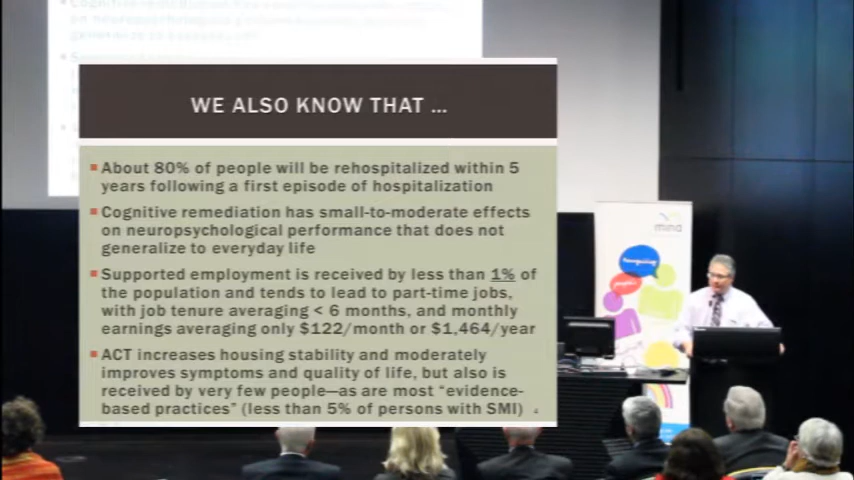 WE ALSO KNOW THAT ...
About 80% of people will be rehospitalized within 5
years following a first episode of hospitalization
Cognitive remediation has small-to-moderate effects
on neuropsychological performance that does not
generalize to everyday life
Supported employment is received by less than 1% of
the population and tends to lead to part-time jobs,
with job tenure averaging < 6 months, and monthly
earnings averaging only $122/month or $1,464/year
ACT increases housing stability and moderately
improves symptoms and quality of life, but also is
received by very few people—as are most “evidence-
based practices” (less than 5% of persons with SMI)
4
mind